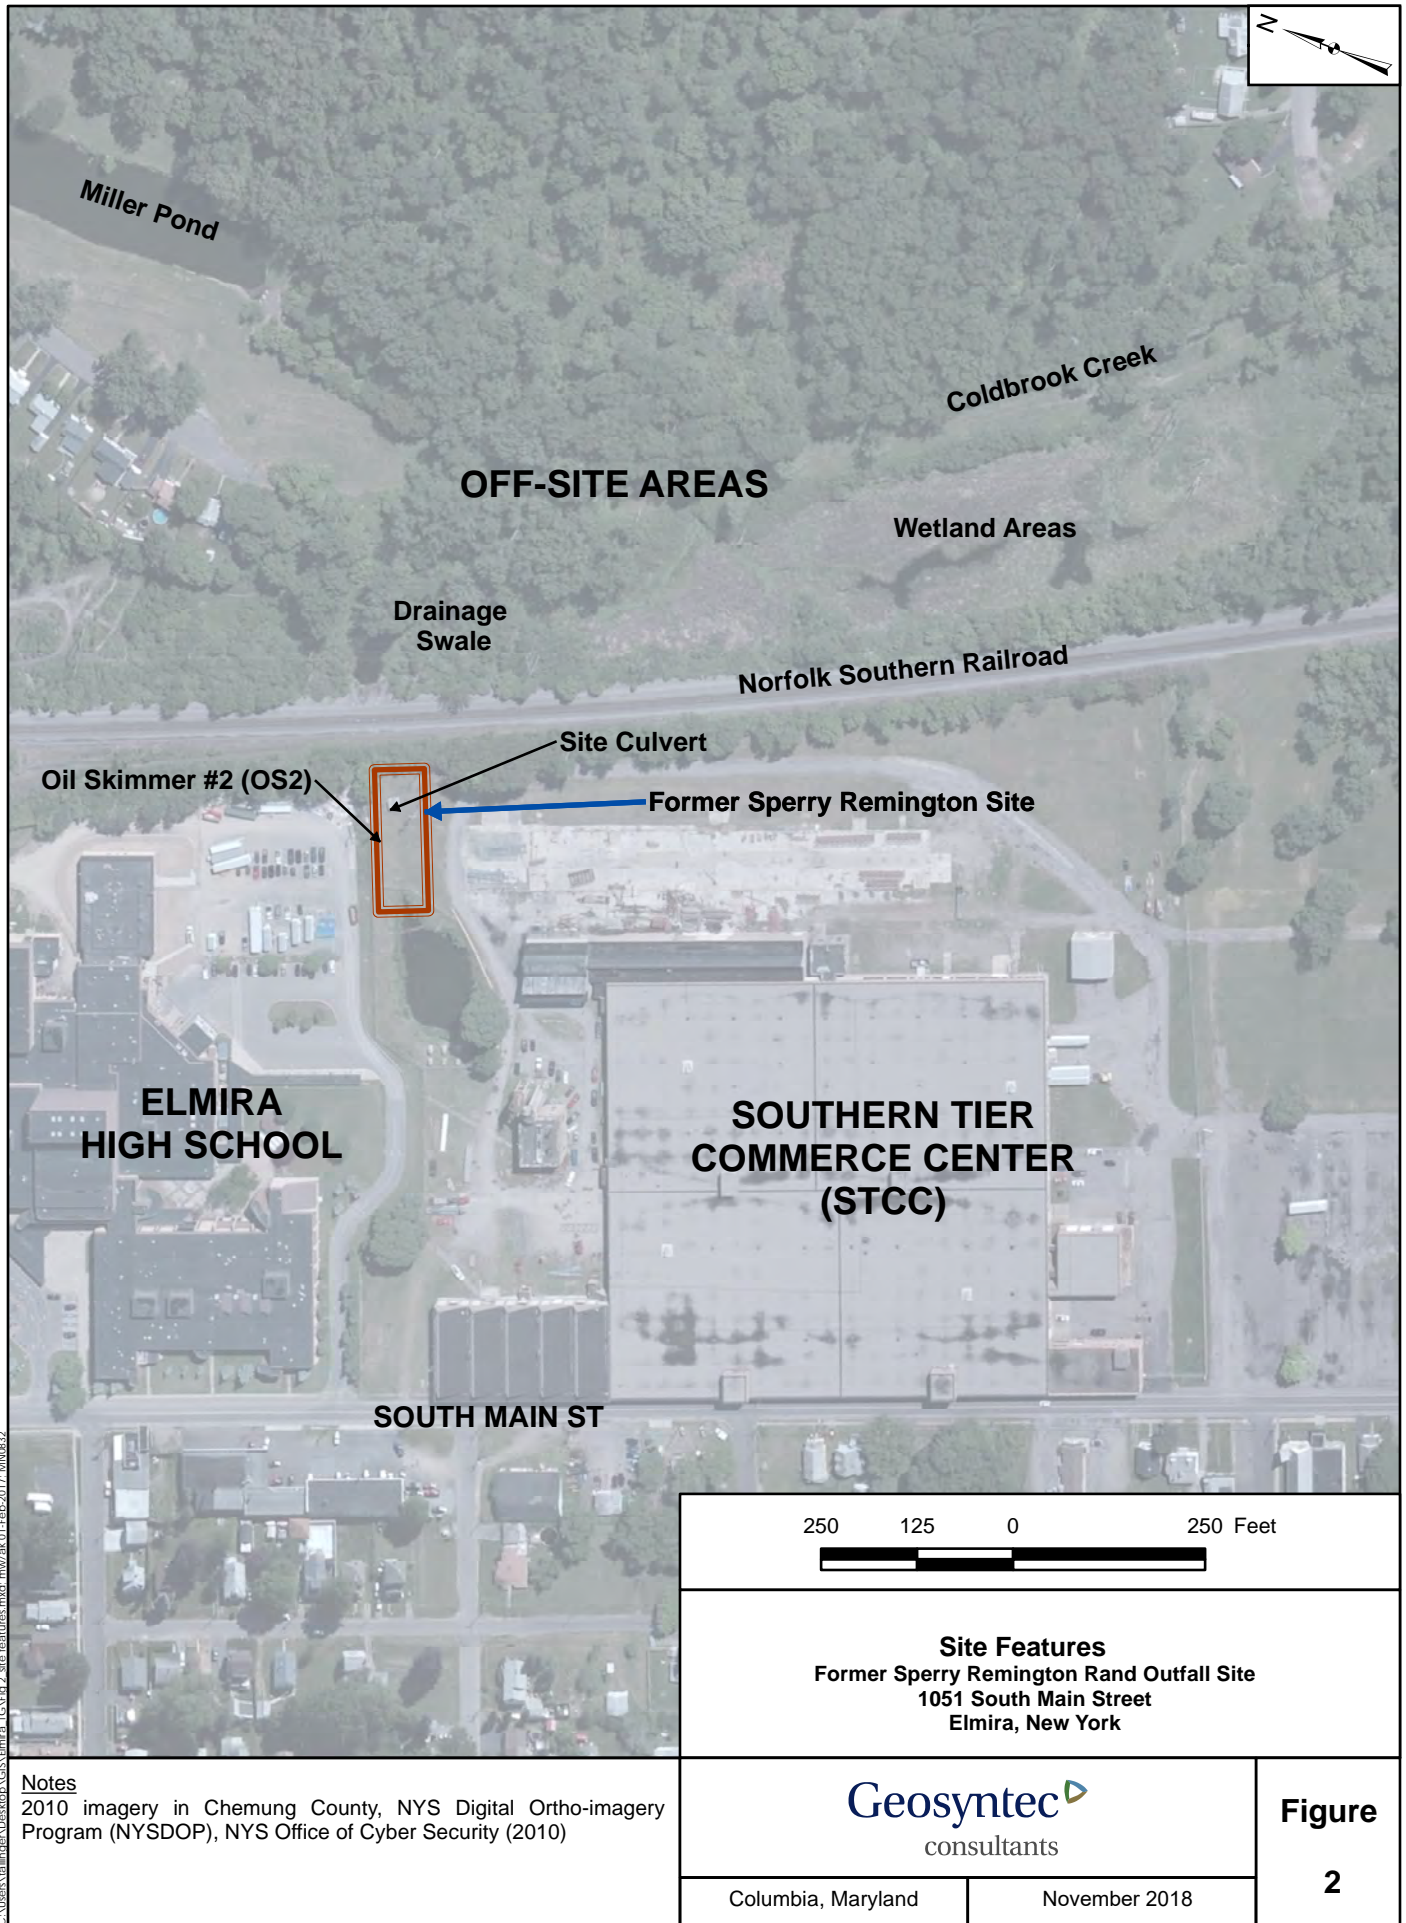 N
Miller Pond
Coldbrook Creek
OFF-SITE AREAS
Wetland Areas
Drainage
Swale
Norfolk Southern Railroad
Site Culvert
Oil Skimmer #2 (OS2)
Former Sperry Remington Site
ELMIRA
HIGH SCHOOL
SOUTHERN TIER
COMMERCE CENTER
(STCC)
SOUTH MAIN ST
250 125 0 250 Feet
Site Features
Former Sperry Remington Rand Outfall Site
1051 South Main Street
Elmira, New York
Notes
2010 imagery in Chemung County, NYS Digital Ortho-imagery
Program (NYSDOP), NYS Office of Cyber Security (2010)
Geosyntec
consultants
Figure
2
Columbia, Maryland
November 2018